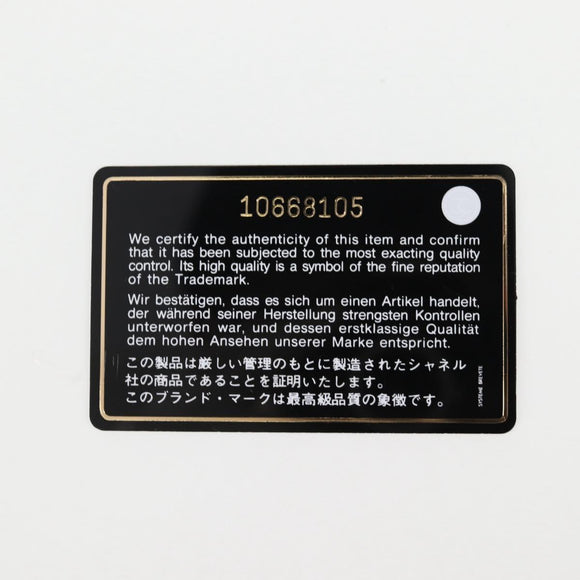 10668105
We certify the authenticity of this item and confirm
that it has been subjected to the most exacting quality
control. Its high quality is a symbol of the fine reputation
of the Trademark.
Wir bestätigen, dass es sich um einen Artikel handelt,
der während seiner Herstellung strengsten Kontrollen
unterworfen war, und dessen erstklassige Qualität
dem hohen Ansehen unserer Marke entspricht.
この製品は厳しい管理のもとに製造されたシャネル
社の商品であることを証明いたします。
このブランド・マークは最高級品質の象徴です。
SYSTEME BREVETE